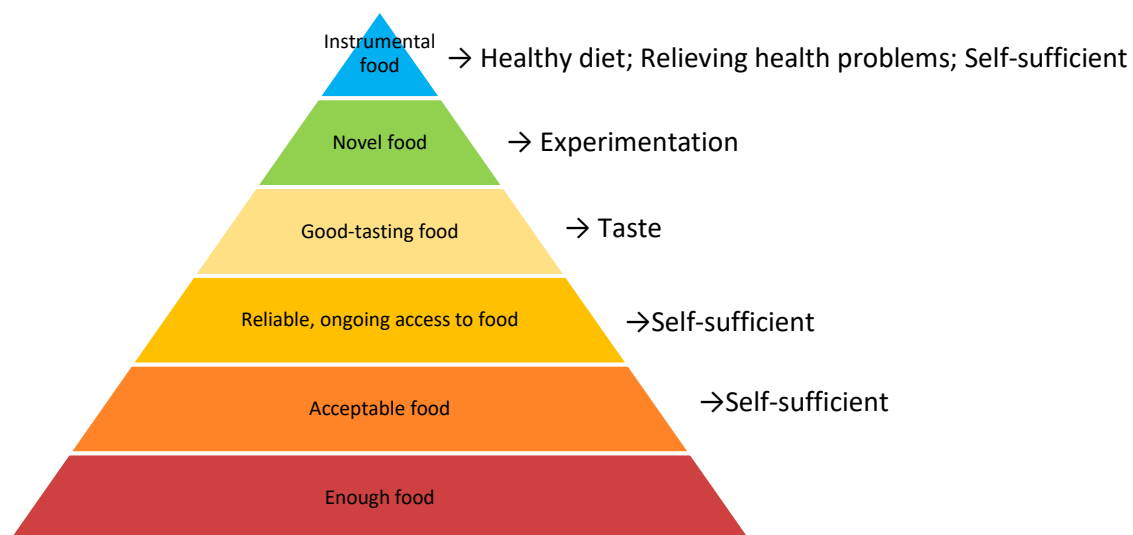 Instrumental
food
→ Healthy diet; Relieving health problems; Self-sufficient
Novel food
→ Experimentation
Good-tasting food
→ Taste
Reliable, ongoing access to food
→Self-sufficient
Acceptable food
→Self-sufficient
Enough food